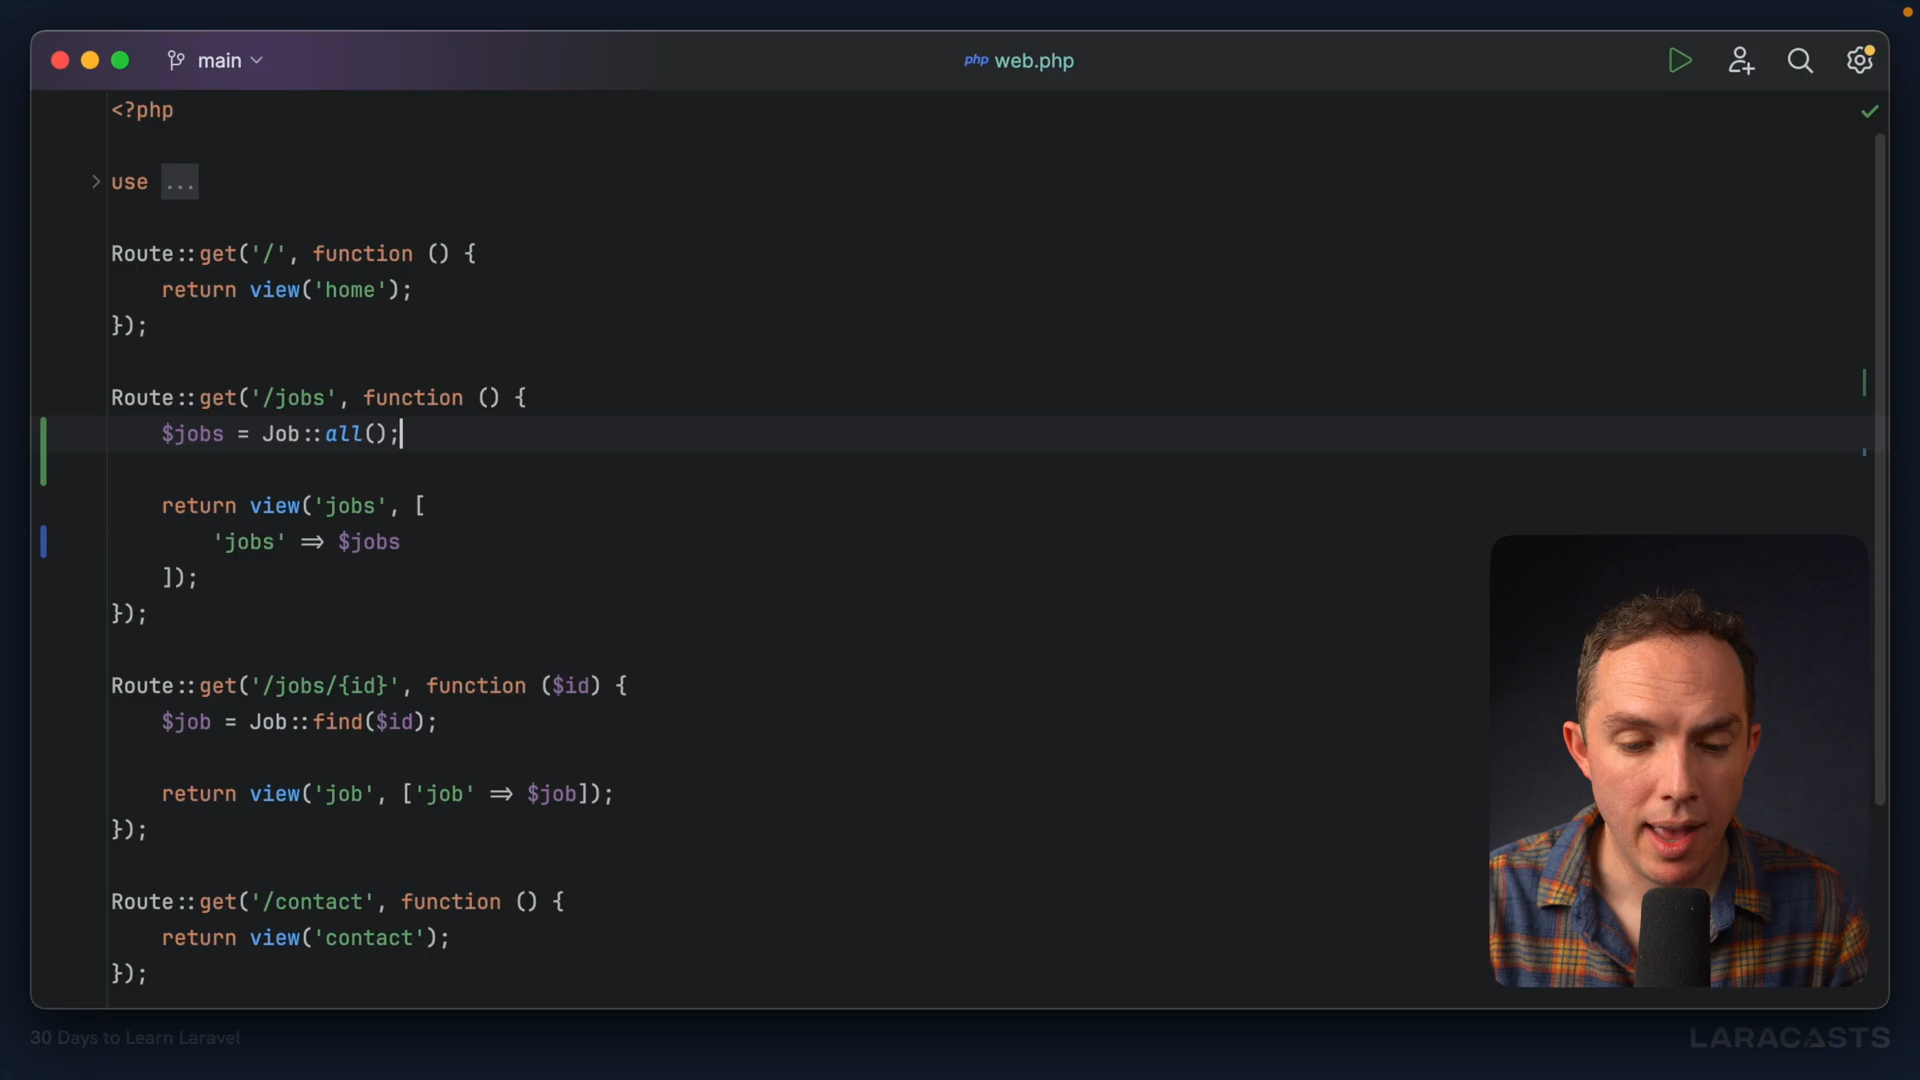 main
php web.php
<?php
use ...
Route::get('/', function () {
return view('home');
});
Route::get('/jobs', function () {
$jobs = Job::all();
return view('jobs', [
'jobs' => $jobs
]);
});
Route::get('/jobs/{id}', function ($id) {
$job = Job::find($id);
return view('job', ['job' => $job]);
});
Route::get('/contact', function () {
return view('contact');
});
30 Days to Learn Laravel
LARACASTS